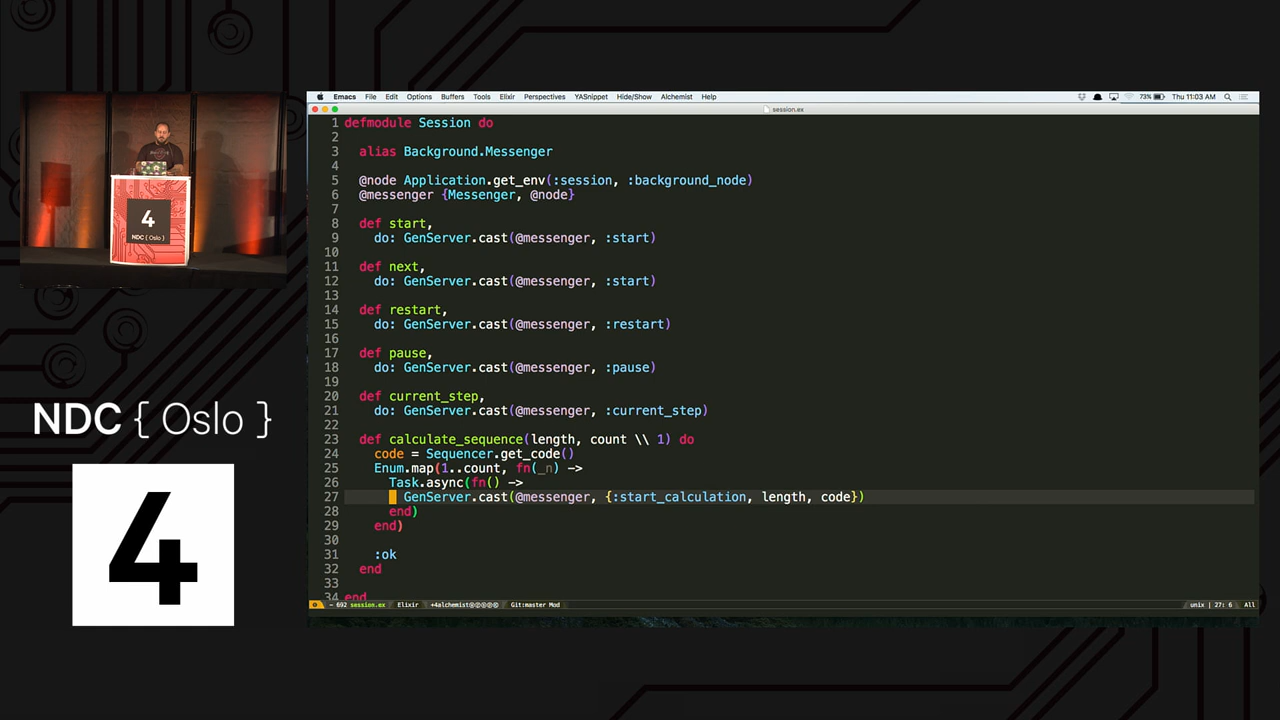 Emacs File Edit Options Buffers Tools Elixir Perspectives YASnippet Hide/Show Alchemist Help 73% Thu 11:03 AM
session.ex
1 defmodule Session do
2
3 alias Background.Messenger
4
5 @node Application.get_env(:session, :background_node)
6 @messenger {Messenger, @node}
7
8 def start,
9 do: GenServer.cast(@messenger, :start)
10
11 def next,
12 do: GenServer.cast(@messenger, :start)
13
14 def restart,
15 do: GenServer.cast(@messenger, :restart)
16
17 def pause,
18 do: GenServer.cast(@messenger, :pause)
19
20 def current_step,
21 do: GenServer.cast(@messenger, :current_step)
22
23 def calculate_sequence(length, count \\ 1) do
24 code = Sequencer.get_code()
25 Enum.map(1..count, fn(_n) ->
26 Task.async(fn() ->
27 GenServer.cast(@messenger, {:start_calculation, length, code})
28 end)
29 end)
30
31 :ok
32 end
33
34 end
- 692 session.ex Elixir +4alchemist Git:master Mod unix | 27: 6 All
4
NDC { Oslo }
NDC { Oslo }
4